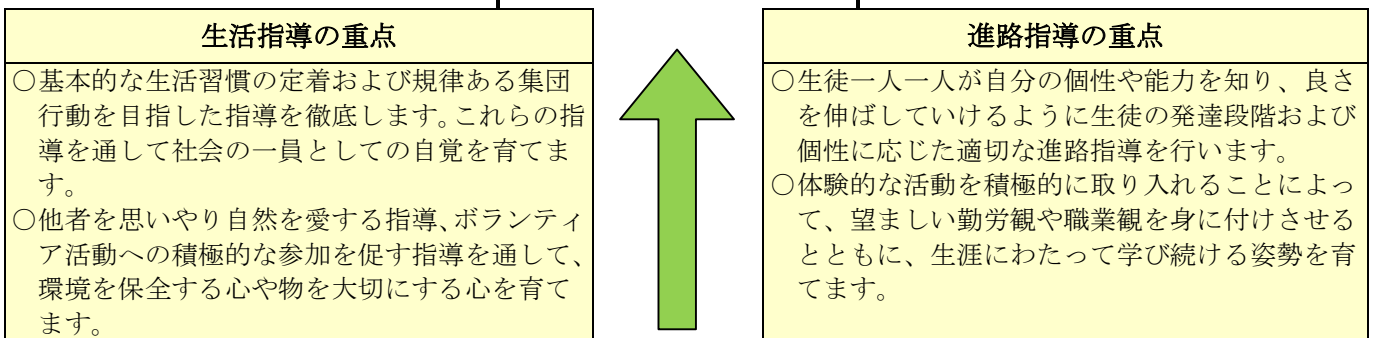 生活指導の重点
○基本的な生活習慣の定着および規律ある集団
行動を目指した指導を徹底します。これらの指
導を通して社会の一員としての自覚を育てま
す。
○他者を思いやり自然を愛する指導、ボランティ
ア活動への積極的な参加を促す指導を通して、
環境を保全する心や物を大切にする心を育て
ます。
進路指導の重点
○生徒一人一人が自分の個性や能力を知り、良さ
を伸ばしていけるように生徒の発達段階および
個性に応じた適切な進路指導を行います。
○体験的な活動を積極的に取り入れることによっ
て、望ましい勤労観や職業観を身に付けさせる
とともに、生涯にわたって学び続ける姿勢を育
てます。